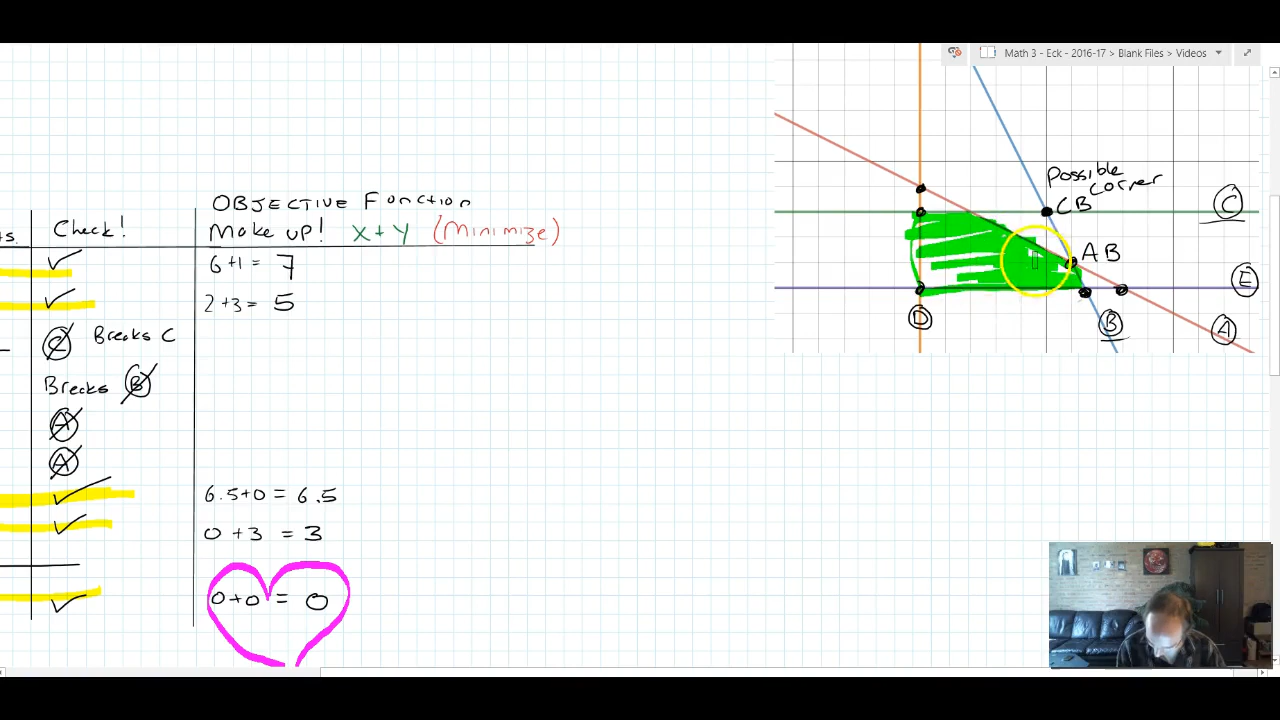 OBJECTIVE Function
Check!
Make up! x+y (Minimize)
6+1 = 7
2+3 = 5
C Breaks C
Breaks B
A
A
6.5+0 = 6.5
0+3 = 3
0+0 = 0
Math 3 - Eck - 2016-17 > Blank Files > Videos
Possible
Corner
CB
C
AB
E
D
B
A